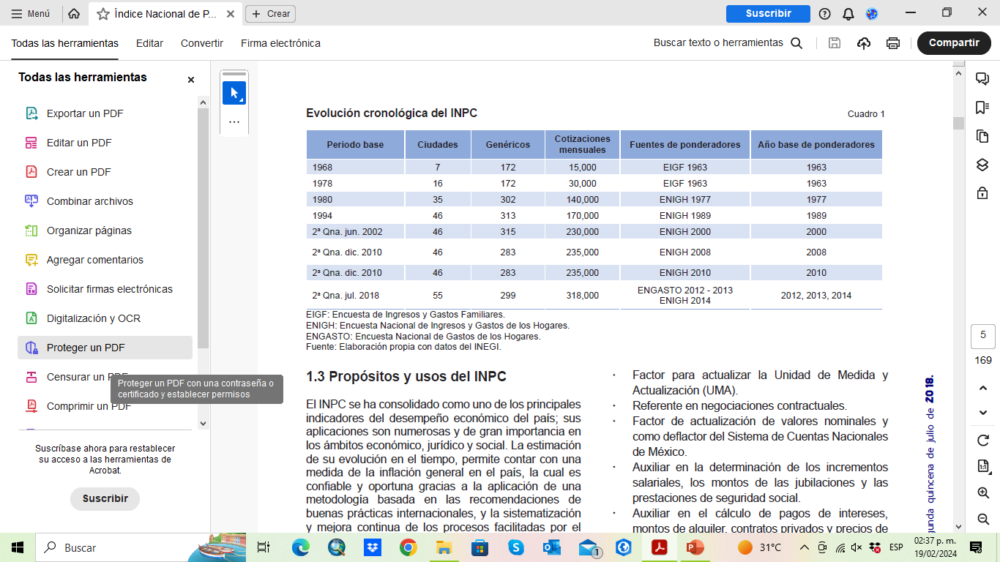 Menú
Índice Nacional de P...
Crear
Suscribir
Todas las herramientas
Editar
Convertir
Firma electrónica
Buscar texto o herramientas
Compartir
Todas las herramientas
Exportar un PDF
Editar un PDF
Crear un PDF
Combinar archivos
Organizar páginas
Agregar comentarios
Solicitar firmas electrónicas
Digitalización y OCR
Proteger un PDF
Censurar un PDF
Proteger un PDF con una contraseña o
certificado y establecer permisos
Comprimir un PDF
Suscríbase ahora para restablecer
su acceso a las herramientas de
Acrobat.
Suscribir
Evolución cronológica del INPC
Cuadro 1
Periodo base Ciudades Genéricos Cotizaciones mensuales Fuentes de ponderadores Año base de ponderadores
1968 7 172 15,000 EIGF 1963 1963
1978 16 172 30,000 EIGF 1963 1963
1980 35 302 140,000 ENIGH 1977 1977
1994 46 313 170,000 ENIGH 1989 1989
2ª Qna. jun. 2002 46 315 230,000 ENIGH 2000 2000
2ª Qna. dic. 2010 46 283 235,000 ENIGH 2008 2008
2ª Qna. dic. 2010 46 283 235,000 ENIGH 2010 2010
2ª Qna. jul. 2018 55 299 318,000 ENGASTO 2012 - 2013 ENIGH 2014 2012, 2013, 2014
EIGF: Encuesta de Ingresos y Gastos Familiares.
ENIGH: Encuesta Nacional de Ingresos y Gastos de los Hogares.
ENGASTO: Encuesta Nacional de Gastos de los Hogares.
Fuente: Elaboración propia con datos del INEGI.
1.3 Propósitos y usos del INPC
El INPC se ha consolidado como uno de los principales
indicadores del desempeño económico del país; sus
aplicaciones son numerosas y de gran importancia en
los ámbitos económico, jurídico y social. La estimación
de su evolución en el tiempo, permite contar con una
medida de la inflación general en el país, la cual es
confiable y oportuna gracias a la aplicación de una
metodología basada en las recomendaciones de
buenas prácticas internacionales, y la sistematización
y mejora continua de los procesos facilitadas por el
· Factor para actualizar la Unidad de Medida y
Actualización (UMA).
· Referente en negociaciones contractuales.
· Factor de actualización de valores nominales y
como deflactor del Sistema de Cuentas Nacionales
de México.
· Auxiliar en la determinación de los incrementos
salariales, los montos de las jubilaciones y las
prestaciones de seguridad social.
· Auxiliar en el cálculo de pagos de intereses,
montos de alquiler, contratos privados y precios de
gunda quincena de julio de 2018.
5
169
1:1
Buscar
1
31°C
ESP
02:37 p. m.
19/02/2024